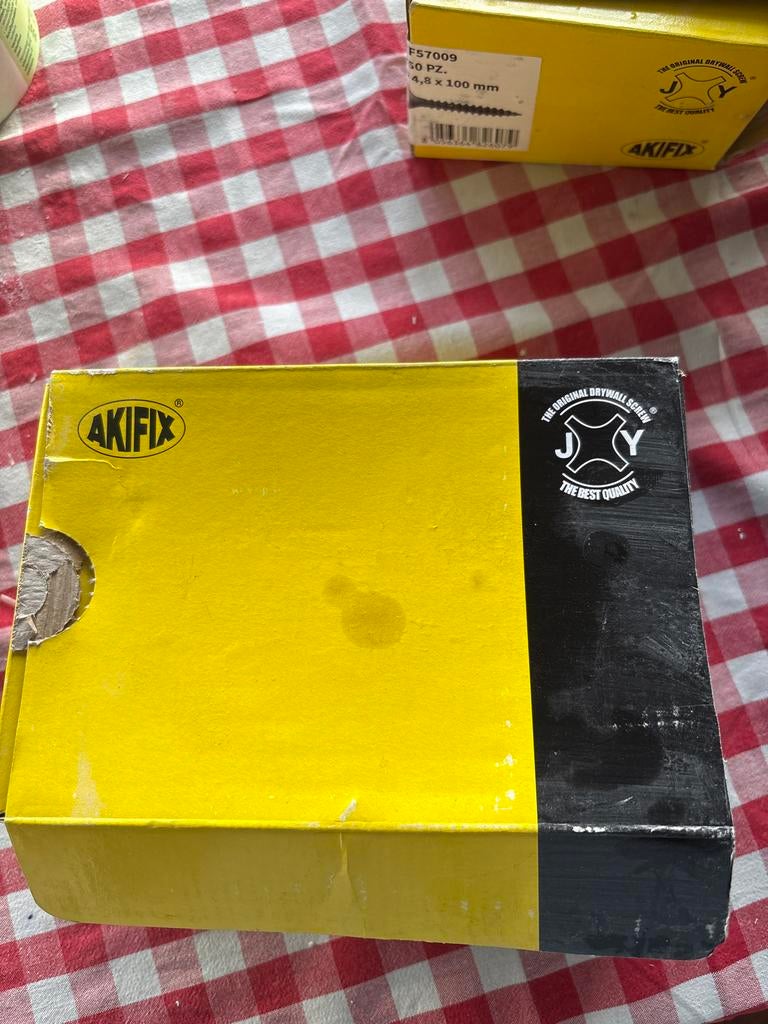 F57009
50 PZ.
4,8 x 100 mm
THE ORIGINAL DRYWALL SCREW
J Y
THE BEST QUALITY
AKIFIX
AKIFIX®
THE ORIGINAL DRYWALL SCREW®
J Y
THE BEST QUALITY